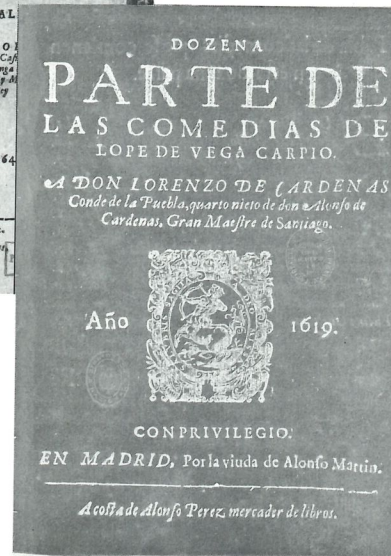 DOZENA
PARTE DE
LAS COMEDIAS DE
LOPE DE VEGA CARPIO.
A DON LORENZO DE CARDENAS
Conde de la Puebla, quarto nieto de don Alonſo de
Cardenas, Gran Maeſtre de Santiago.
Año 1619.
CON PRIVILEGIO.
EN MADRID, Por la viuda de Alonſo Martin.
A coſta de Alonſo Perez mercader de libros.
AL
64